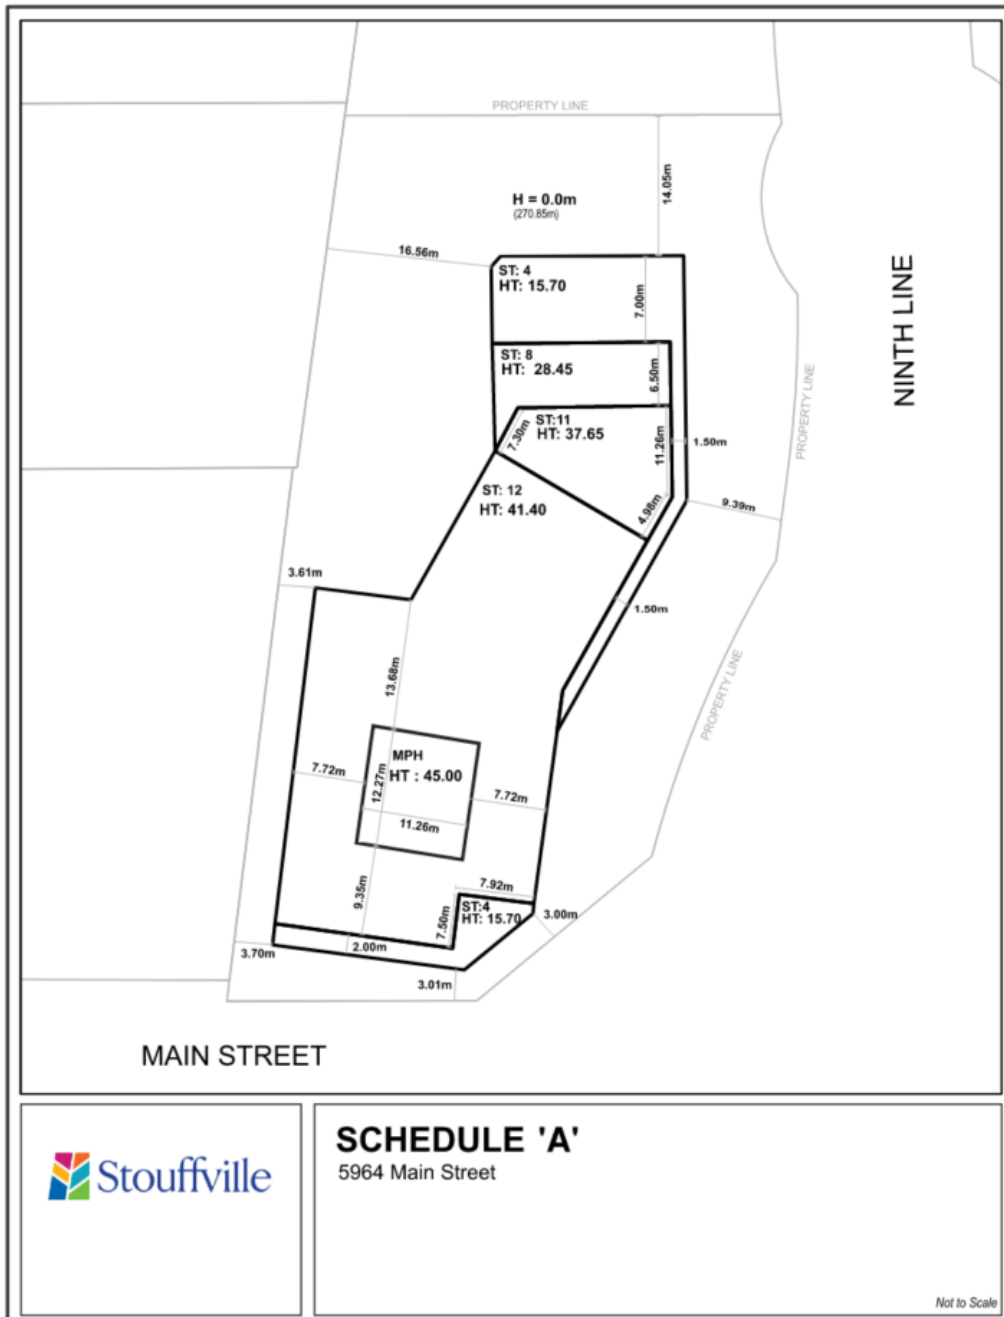 PROPERTY LINE
14.05m
H = 0.0m
(270.85m)
16.56m
ST: 4
HT: 15.70
7.00m
NINTH LINE
ST: 8
HT: 28.45
6.50m
PROPERTY LINE
ST:11
HT: 37.65
7.30m
11.26m
1.50m
ST: 12
HT: 41.40
4.98m
9.39m
3.61m
1.50m
13.68m
PROPERTY LINE
MPH
HT : 45.00
7.72m
12.27m
7.72m
11.26m
9.35m
7.92m
ST:4
HT: 15.70
7.50m
3.00m
3.70m
2.00m
3.01m
MAIN STREET
Stouffville
SCHEDULE 'A'
5964 Main Street
Not to Scale